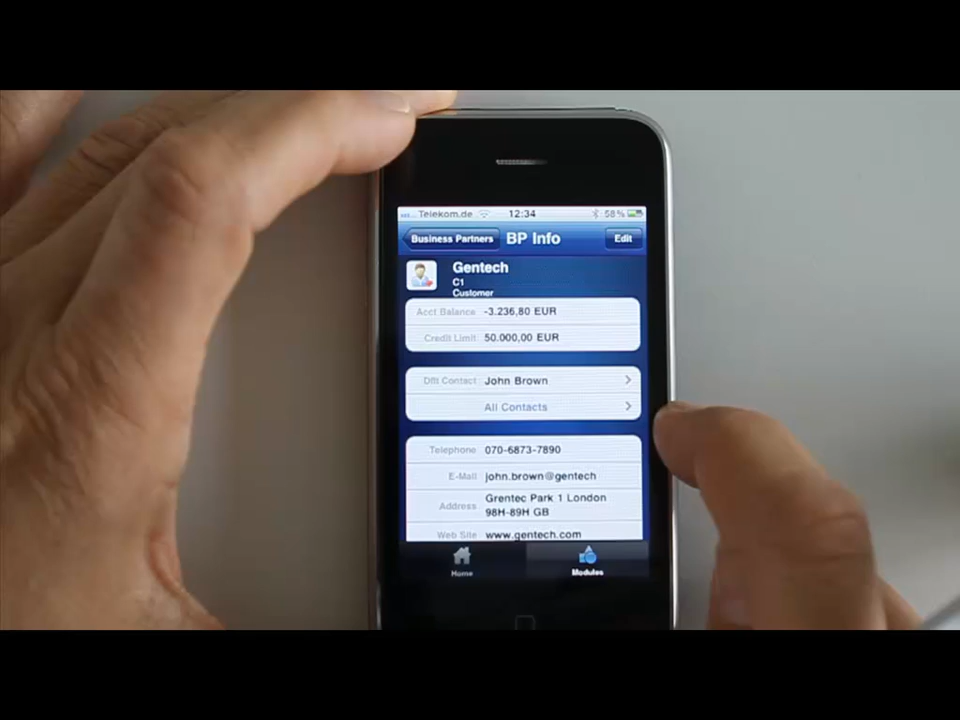 Telekom.de 12:34 58%
Business Partners BP Info Edit
Gentech
C1
Customer
Acct Balance -3.236,80 EUR
Credit Limit 50.000,00 EUR
Dflt Contact John Brown
All Contacts
Telephone 070-6873-7890
E-Mail john.brown@gentech
Address Grentec Park 1 London
98H-89H GB
Web Site www.gentech.com
Home Modules